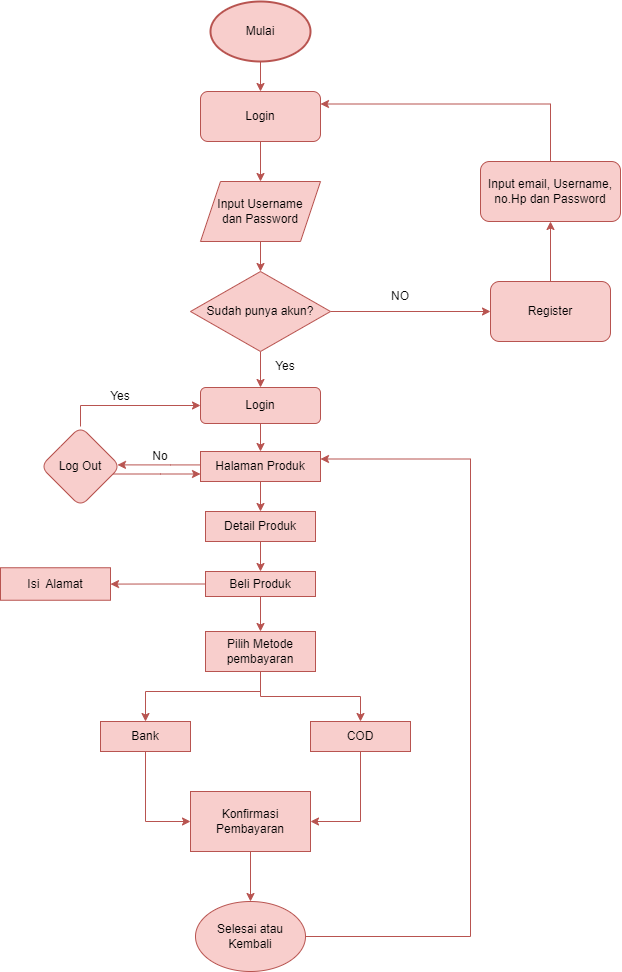 Mulai
Login
Input Username
dan Password
Input email, Username,
no.Hp dan Password
Sudah punya akun?
NO
Register
Yes
Login
Yes
Log Out
No
Halaman Produk
Detail Produk
Beli Produk
Isi Alamat
Pilih Metode
pembayaran
Bank
COD
Konfirmasi
Pembayaran
Selesai atau
Kembali